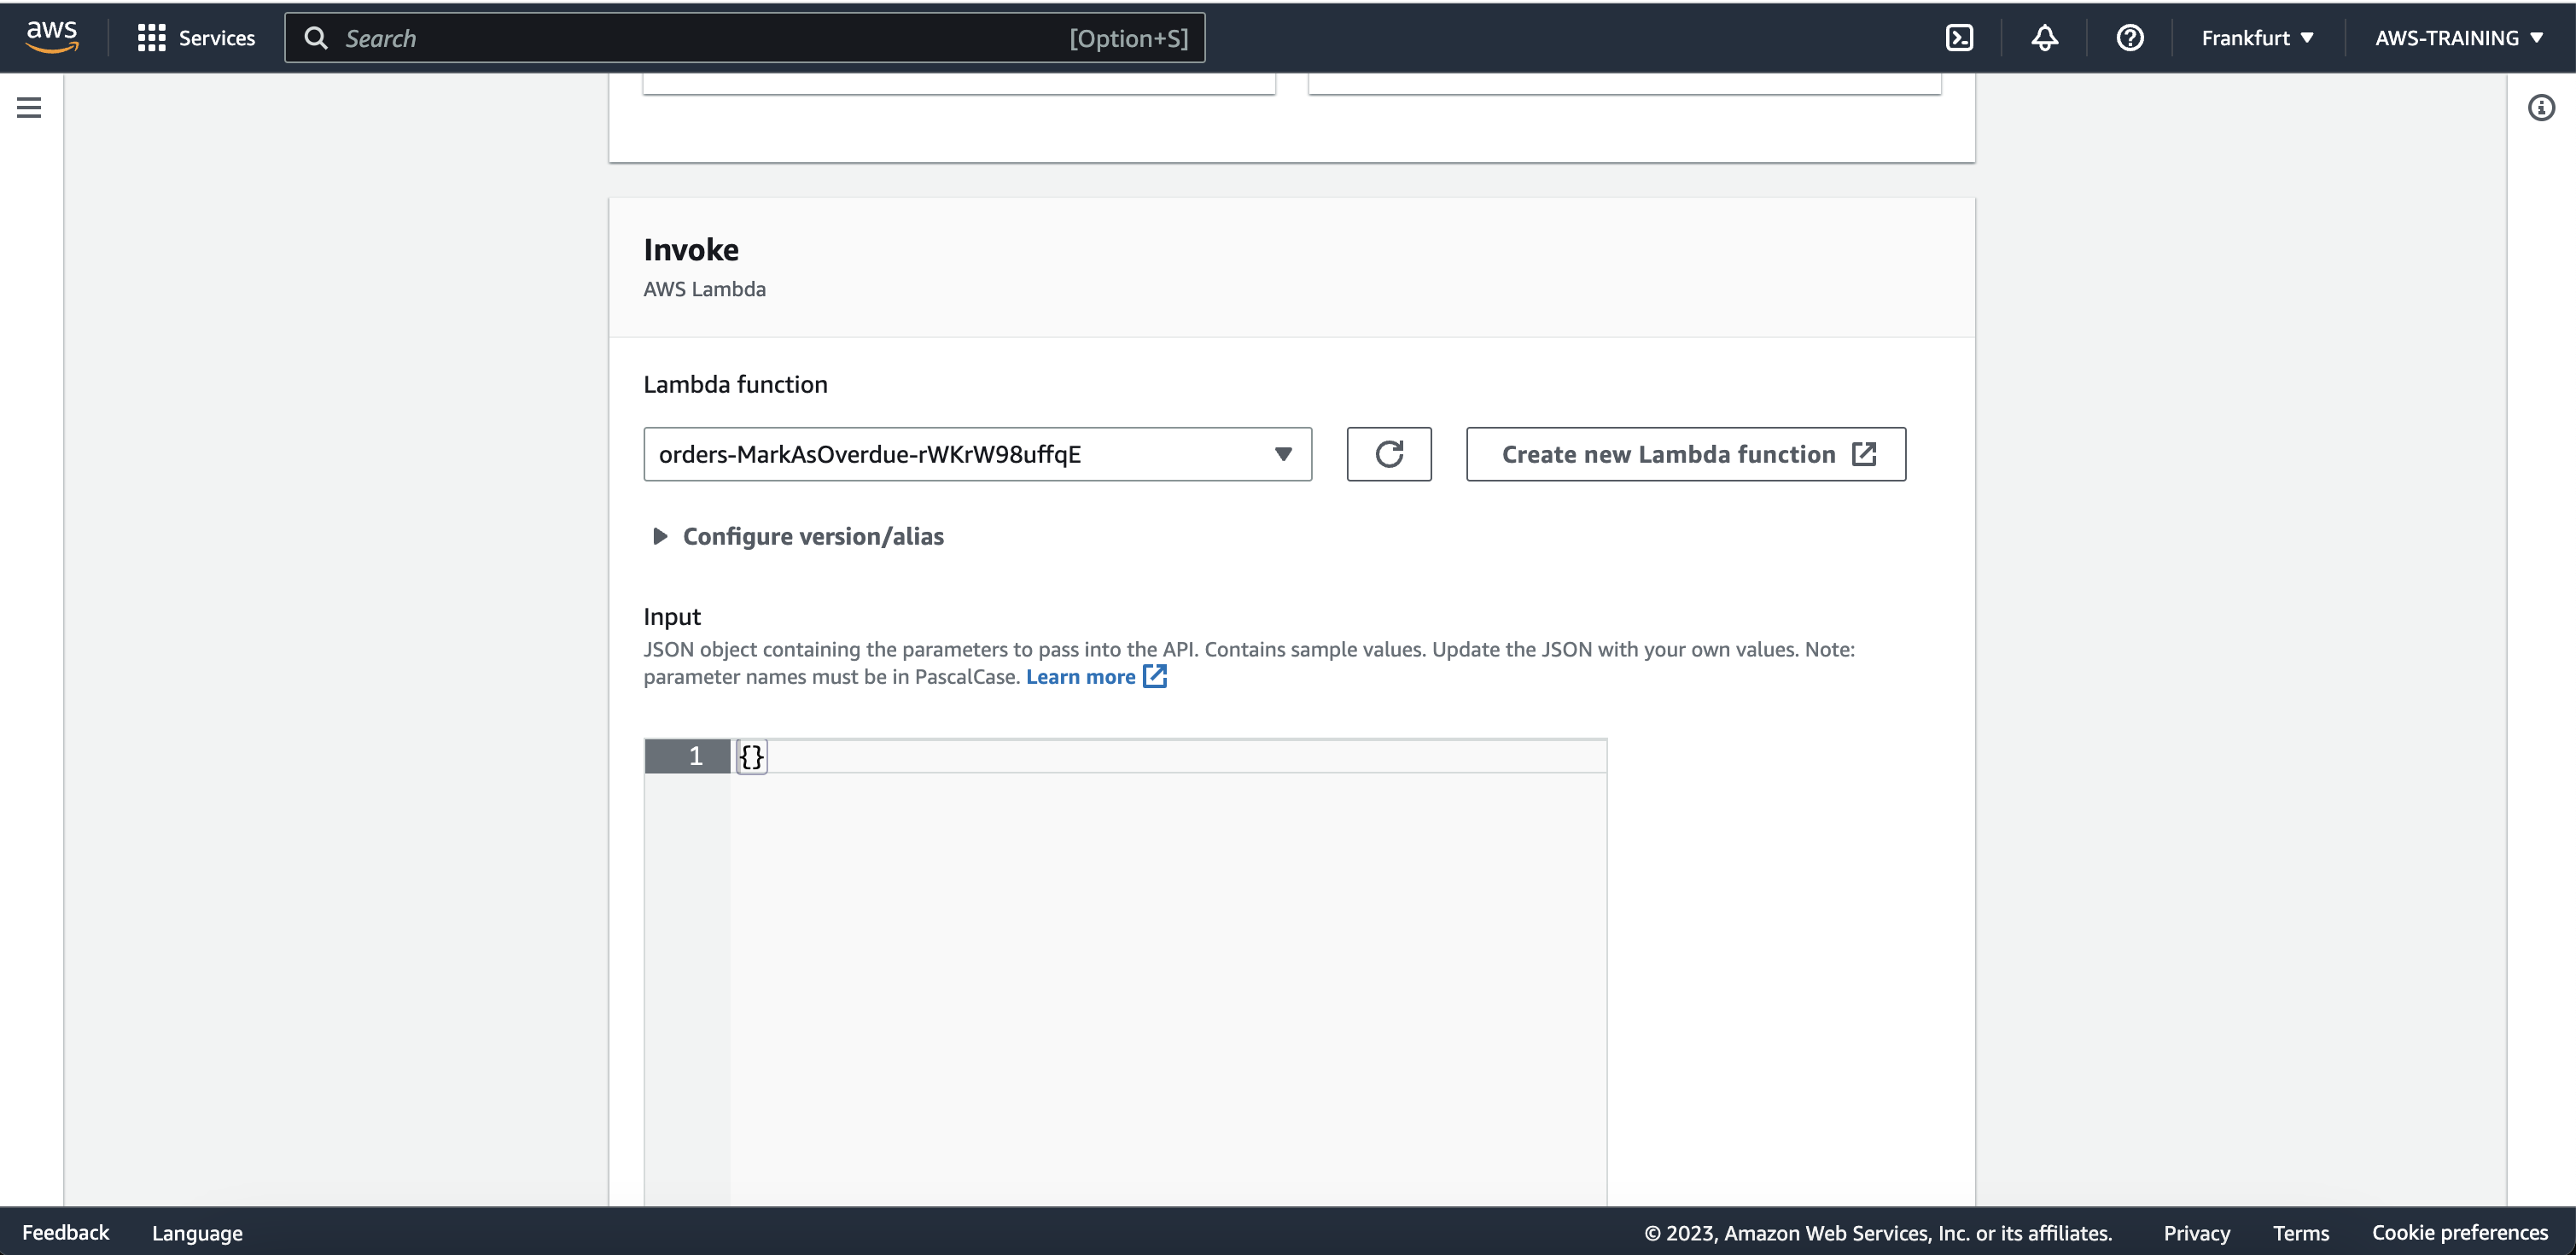 aws Services Search [Option+S] Frankfurt AWS-TRAINING
Invoke
AWS Lambda
Lambda function
orders-MarkAsOverdue-rWKrW98uffqE Create new Lambda function
Configure version/alias
Input
JSON object containing the parameters to pass into the API. Contains sample values. Update the JSON with your own values. Note:
parameter names must be in PascalCase. Learn more
1 {}
Feedback Language © 2023, Amazon Web Services, Inc. or its affiliates. Privacy Terms Cookie preferences